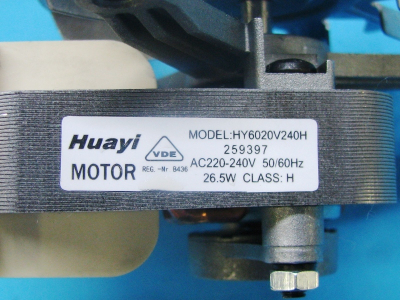 Huayi
MOTOR
VDE
REG.-Nr B436
MODEL:HY6020V240H
259397
AC220-240V 50/60Hz
26.5W CLASS: H